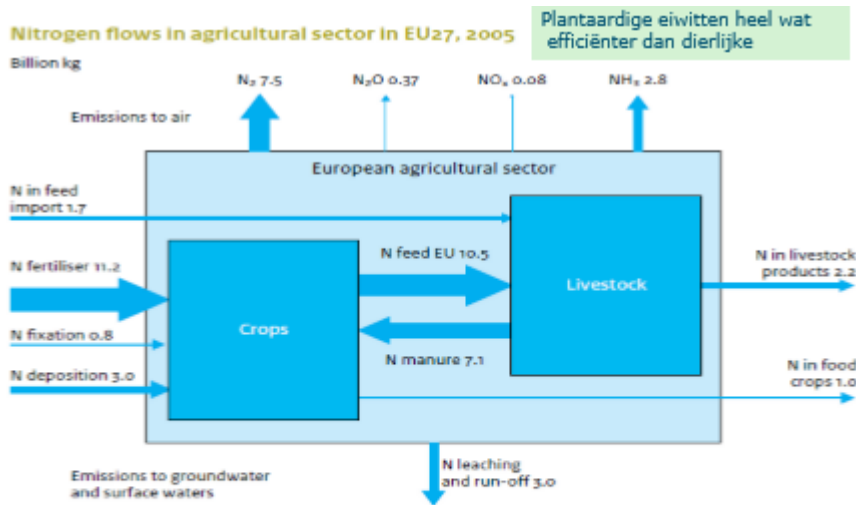 Nitrogen flows in agricultural sector in EU27, 2005
Plantaardige eiwitten heel wat
efficiënter dan dierlijke
Billion kg
N₂ 7.5
N₂O 0.37
NOₓ 0.08
NH₃ 2.8
Emissions to air
European agricultural sector
N in feed
import 1.7
N fertiliser 11.2
N fixation 0.8
N deposition 3.0
Crops
N feed EU 10.5
N manure 7.1
Livestock
N in livestock
products 2.2
N in food
crops 1.0
N leaching
and run-off 3.0
Emissions to groundwater
and surface waters